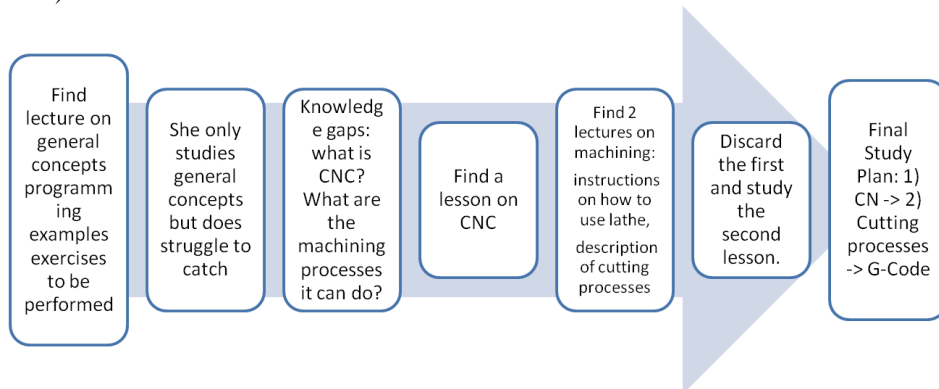 Find
lecture on
general
concepts
programm
ing
examples
exercises
to be
performed
She only
studies
general
concepts
but does
struggle to
catch
Knowledg
e gaps:
what is
CNC?
What are
the
machining
processes
it can do?
Find a
lesson on
CNC
Find 2
lectures on
machining:
instructions
on how to
use lathe,
description
of cutting
processes
Discard
the first
and study
the
second
lesson.
Final
Study
Plan: 1)
CN -> 2)
Cutting
processes
-> G-Code